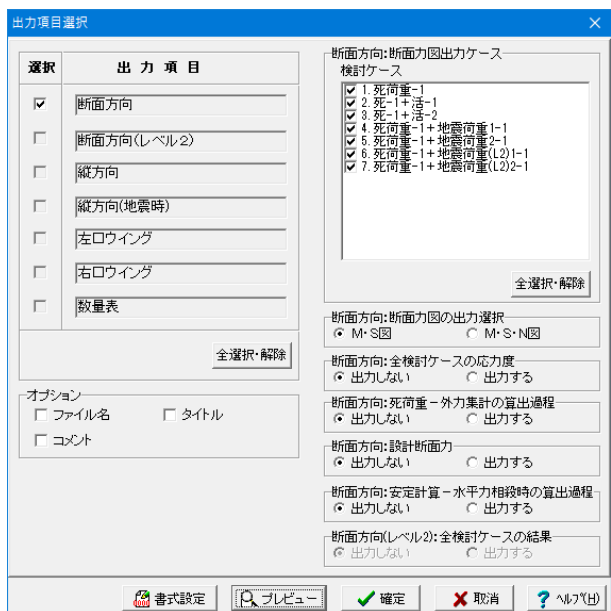 出力項目選択
選択 出 力 項 目
断面方向
断面方向(レベル2)
縦方向
縦方向(地震時)
左口ウイング
右口ウイング
数量表
全選択・解除
オプション
ファイル名 タイトル
コメント
断面方向:断面力図出力ケース
検討ケース
1. 死荷重-1
2. 死-1+活-1
3. 死-1+活-2
4. 死荷重-1+地震荷重1-1
5. 死荷重-1+地震荷重2-1
6. 死荷重-1+地震荷重(L2)1-1
7. 死荷重-1+地震荷重(L2)2-1
全選択・解除
断面方向:断面力図の出力選択
M・S図 M・S・N図
断面方向:全検討ケースの応力度
出力しない 出力する
断面方向:死荷重-外力集計の算出過程
出力しない 出力する
断面方向:設計断面力
出力しない 出力する
断面方向:安定計算-水平力相殺時の算出過程
出力しない 出力する
断面方向(レベル2):全検討ケースの結果
出力しない 出力する
書式設定 プレビュー 確定 取消 ? ヘルプ(H)